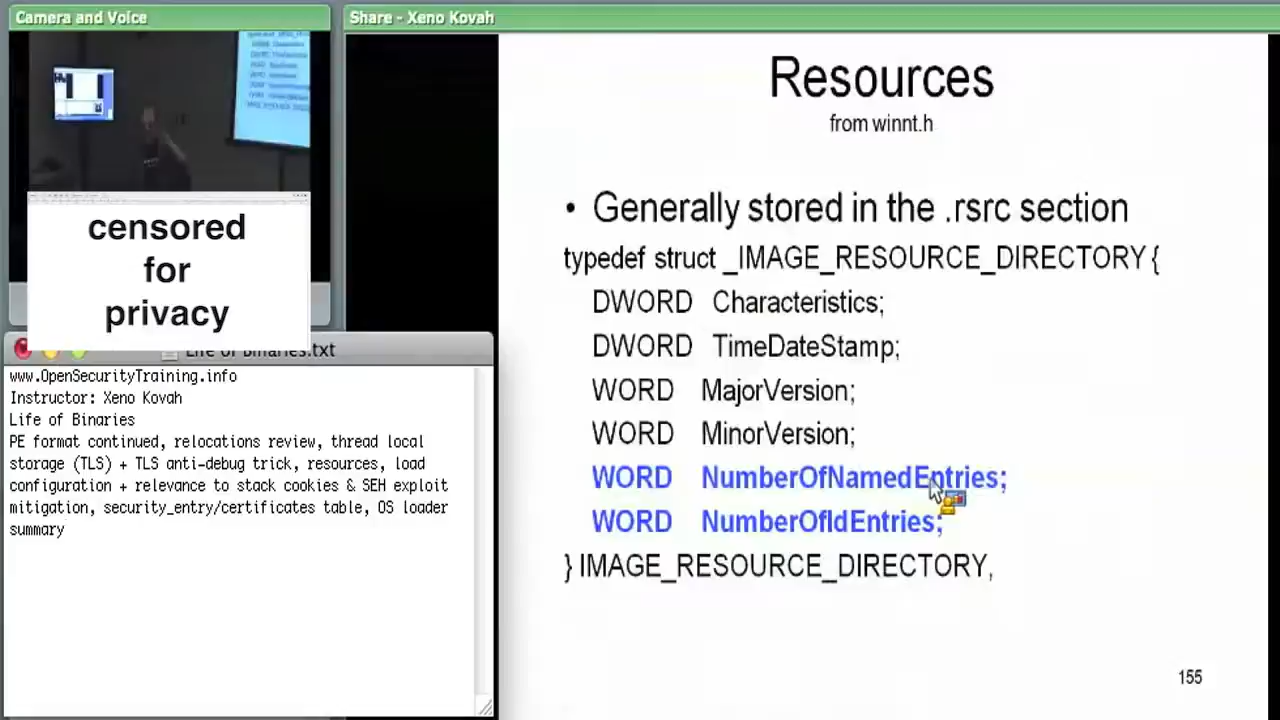 Camera and Voice
Share - Xeno Kovah
censored
for
privacy
Life of Binaries.txt
www.OpenSecurityTraining.info
Instructor: Xeno Kovah
Life of Binaries
PE format continued, relocations review, thread local
storage (TLS) + TLS anti-debug trick, resources, load
configuration + relevance to stack cookies & SEH exploit
mitigation, security_entry/certificates table, OS loader
summary
Resources
from winnt.h
• Generally stored in the .rsrc section
typedef struct _IMAGE_RESOURCE_DIRECTORY {
DWORD Characteristics;
DWORD TimeDateStamp;
WORD MajorVersion;
WORD MinorVersion;
WORD NumberOfNamedEntries;
WORD NumberOfIdEntries;
} IMAGE_RESOURCE_DIRECTORY,
155